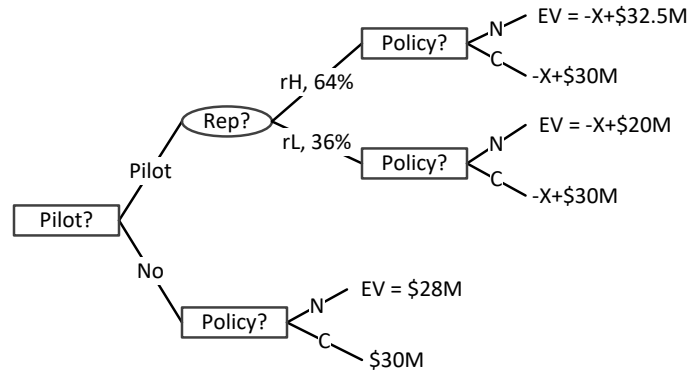 N
EV = -X+$32.5M
Policy?
C
-X+$30M
rH, 64%
Rep?
rL, 36%
N
EV = -X+$20M
Policy?
C
-X+$30M
Pilot
Pilot?
No
N
EV = $28M
Policy?
C
$30M